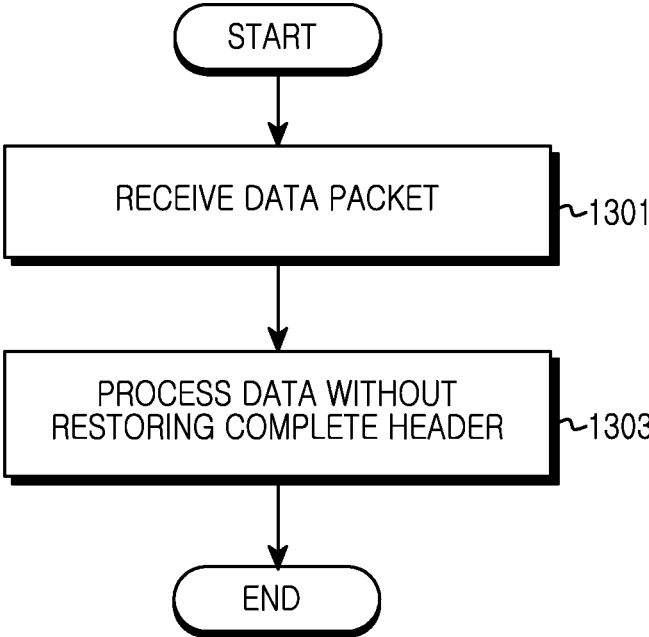 START
RECEIVE DATA PACKET
1301
PROCESS DATA WITHOUT
RESTORING COMPLETE HEADER
1303
END